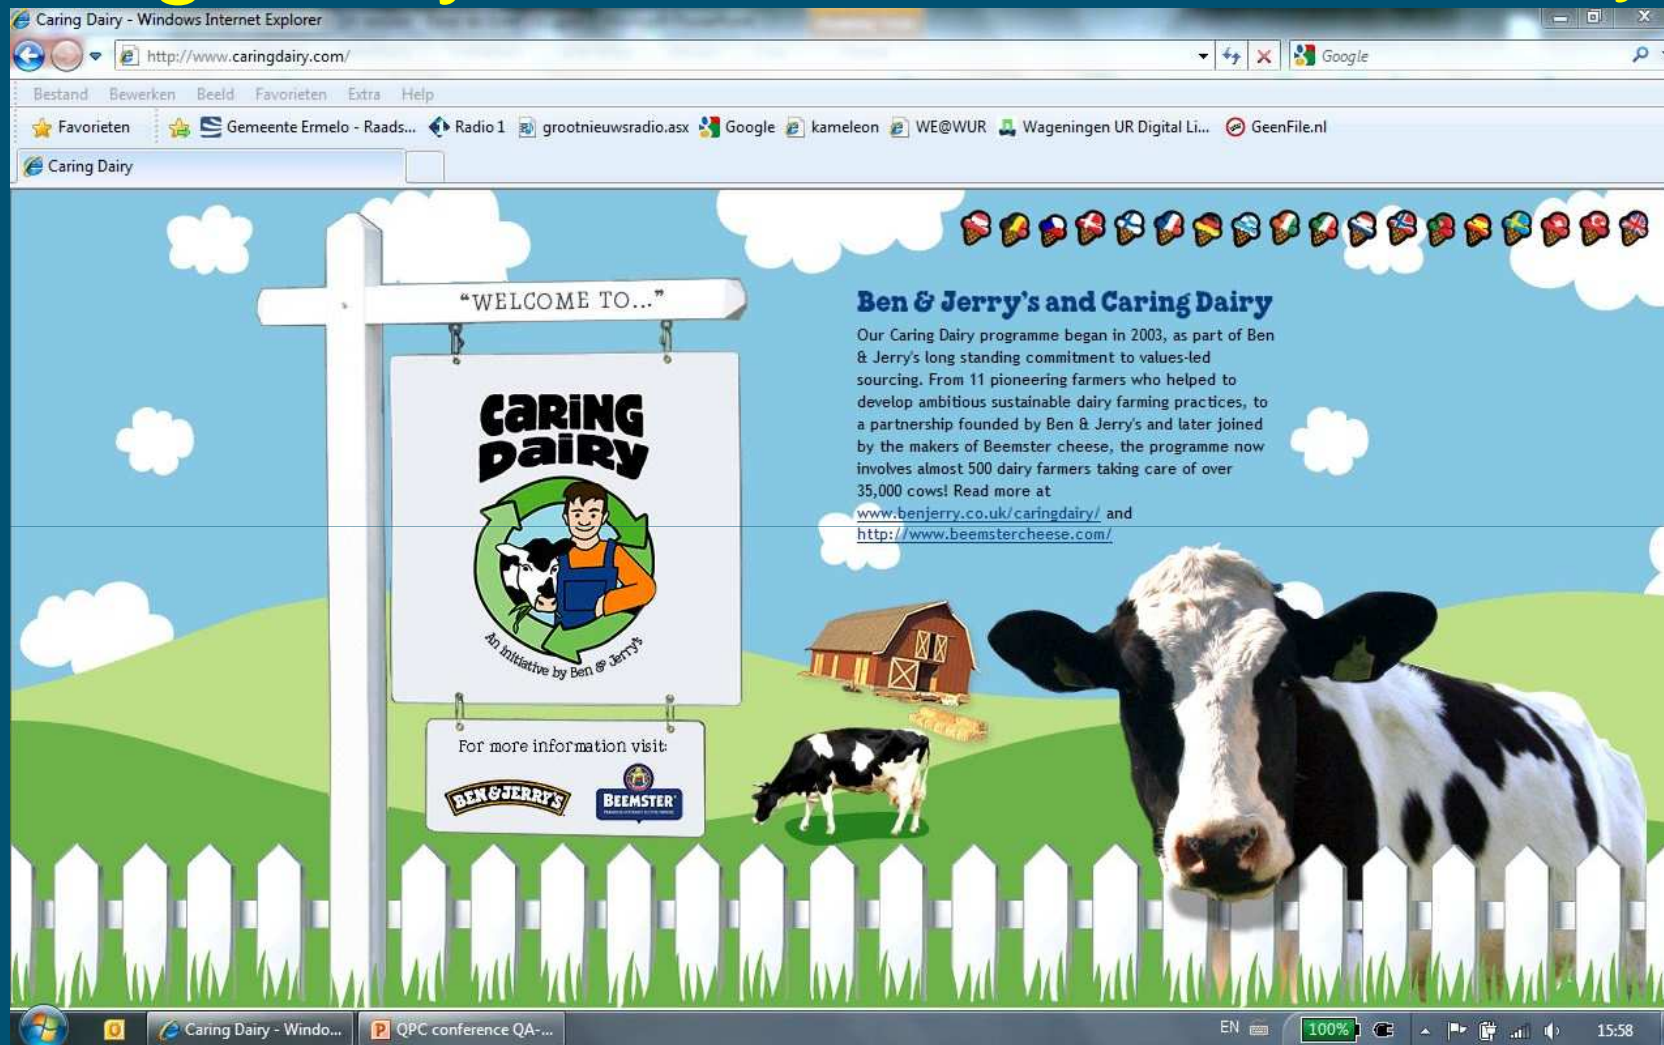 Caring Dairy - Windows Internet Explorer
http://www.caringdairy.com/
Google
Bestand Bewerken Beeld Favorieten Extra Help
Favorieten Gemeente Ermelo - Raads... Radio 1 grootnieuwsradio.asx Google kameleon WE@WUR Wageningen UR Digital Li... GeenFile.nl
Caring Dairy
"WELCOME TO..."
CARING
DAIRY
An initiative by Ben & Jerry's
For more information visit:
BEN & JERRY'S
BEEMSTER
Ben & Jerry's and Caring Dairy
Our Caring Dairy programme began in 2003, as part of Ben
& Jerry's long standing commitment to values-led
sourcing. From 11 pioneering farmers who helped to
develop ambitious sustainable dairy farming practices, to
a partnership founded by Ben & Jerry's and later joined
by the makers of Beemster cheese, the programme now
involves almost 500 dairy farmers taking care of over
35,000 cows! Read more at
www.benjerry.co.uk/caringdairy/ and
http://www.beemstercheese.com/
Caring Dairy - Windo... QPC conference QA-... EN 100% 15:58